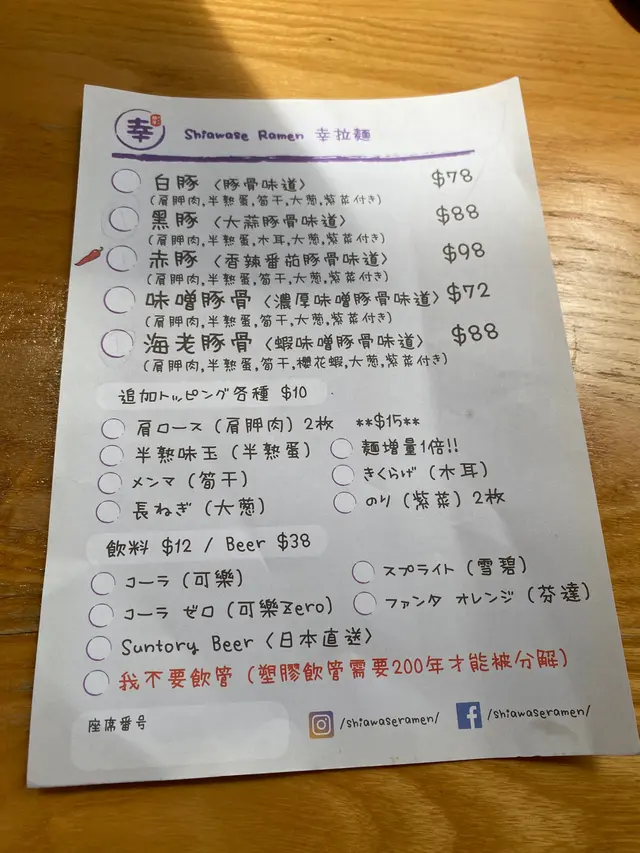 幸 Shiawase Ramen 幸拉麵
白豚〈豚骨味道〉 $78
(肩胛肉,半熟蛋,筍干,大葱,紫菜付き)
黑豚〈大蒜豚骨味道〉 $88
(肩胛肉,半熟蛋,木耳,大葱,紫菜付き)
赤豚〈香辣番茄豚骨味道〉 $98
(肩胛肉,半熟蛋,筍干,大葱,紫菜付き)
味噌豚骨〈濃厚味噌豚骨味道〉 $72
(肩胛肉,半熟蛋,筍干,大葱,紫菜付き)
海老豚骨〈蝦味噌豚骨味道〉 $88
(肩胛肉,半熟蛋,筍干,櫻花蝦,大葱,紫菜付き)
追加トッピング各種 $10
肩ロース (肩胛肉) 2枚 **$15**
半熟味玉 (半熟蛋) 麵增量1倍!!
メンマ (筍干) きくらげ (木耳)
長ねぎ (大葱) のり (紫菜) 2枚
飲料 $12 / Beer $38
コーラ (可樂) スプライト (雪碧)
コーラ ゼロ (可樂Zero) ファンタ オレンジ (芬達)
Suntory Beer 〈日本直送〉
我不要飲管 (塑膠飲管需要200年才能被分解)
座席番号 /shiawaseramen/ /shiawaseramen/